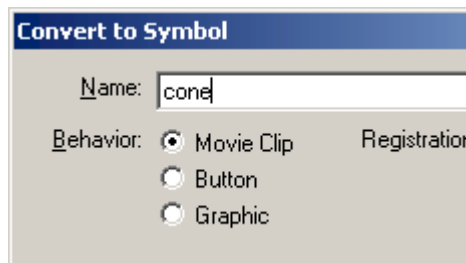 Convert to Symbol
Name: cone
Behavior: Movie Clip Registration
Button
Graphic